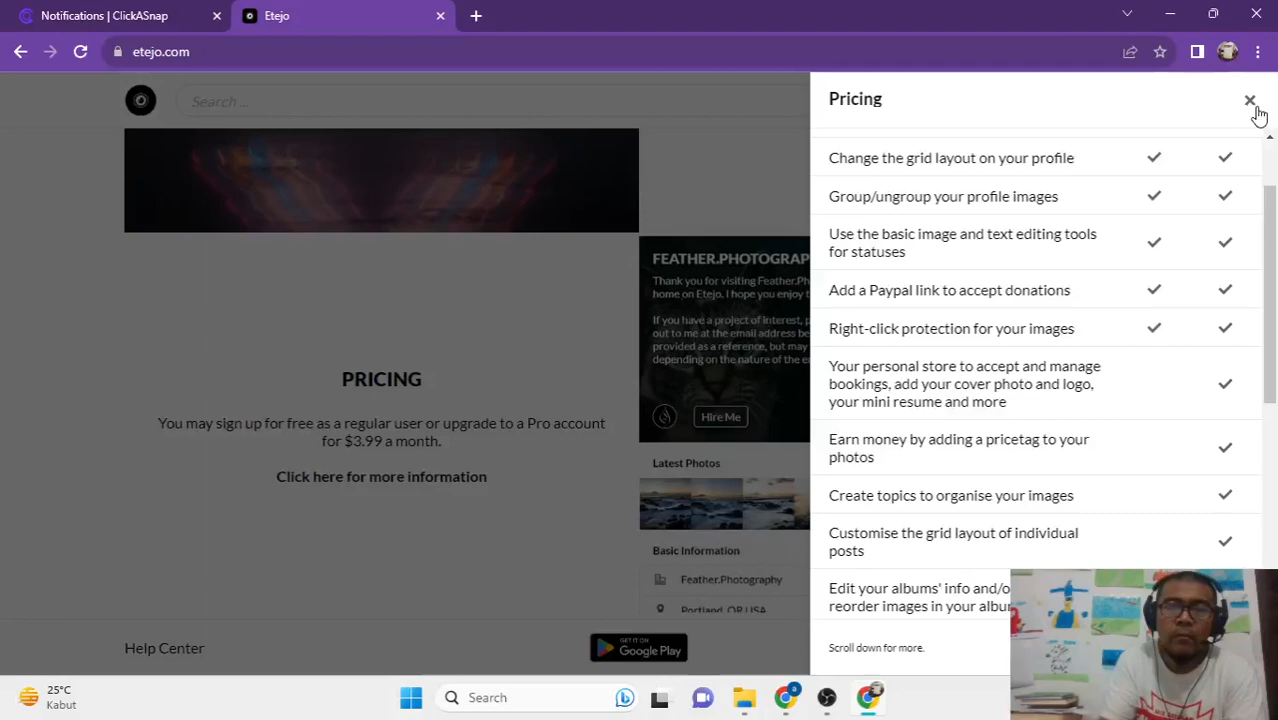 Notifications | ClickASnap
Etejo
etejo.com
Search ...
Pricing
Change the grid layout on your profile
Group/ungroup your profile images
Use the basic image and text editing tools
for statuses
Add a Paypal link to accept donations
Right-click protection for your images
Your personal store to accept and manage
bookings, add your cover photo and logo,
your mini resume and more
Earn money by adding a pricetag to your
photos
Create topics to organise your images
Customise the grid layout of individual
posts
Edit your albums' info and/o
reorder images in your albu
Scroll down for more.
PRICING
You may sign up for free as a regular user or upgrade to a Pro account
for $3.99 a month.
Click here for more information
FEATHER.PHOTOGRAP
Thank you for visiting Feather.Ph
home on Etejo. I hope you enjoy t
If you have a project of interest, p
out to me at the email address be
provided as a reference, but may
depending on the nature of the e
Hire Me
Latest Photos
Basic Information
Feather.Photography
Portland, OR USA
Help Center
GET IT ON
Google Play
25°C
Kabut
Search